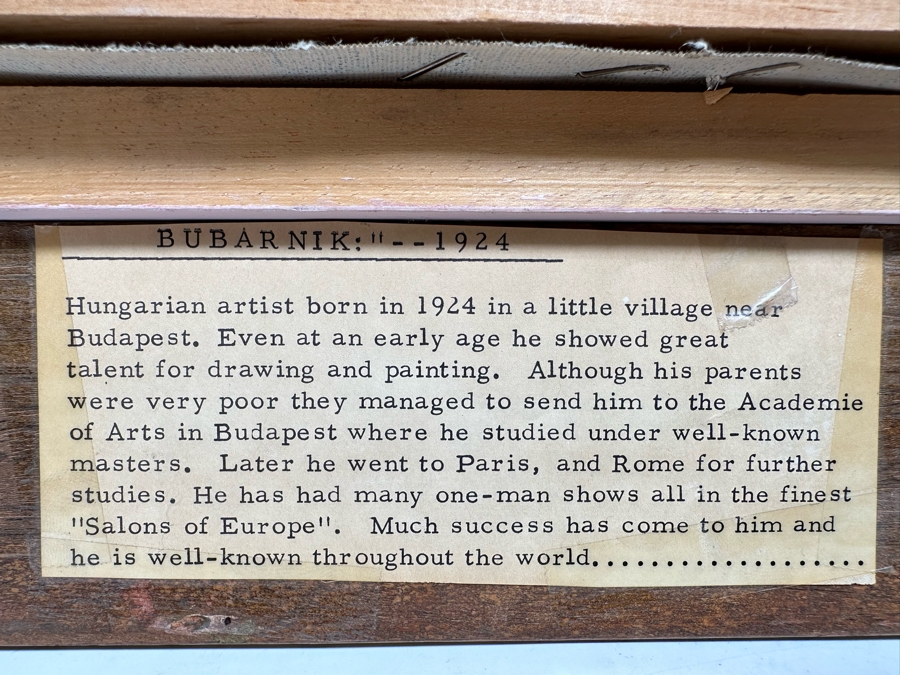 BUBARNIK:"--1924
Hungarian artist born in 1924 in a little village near
Budapest. Even at an early age he showed great
talent for drawing and painting. Although his parents
were very poor they managed to send him to the Academie
of Arts in Budapest where he studied under well-known
masters. Later he went to Paris, and Rome for further
studies. He has had many one-man shows all in the finest
"Salons of Europe". Much success has come to him and
he is well-known throughout the world...................